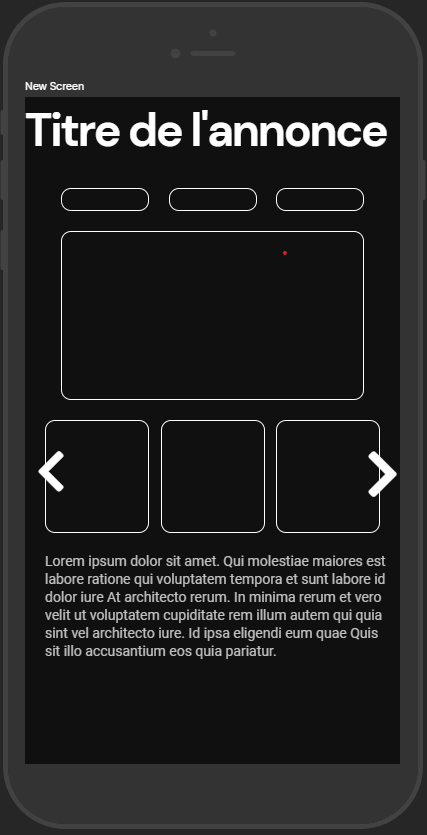 New Screen
Titre de l'annonce
Lorem ipsum dolor sit amet. Qui molestiae maiores est
labore ratione qui voluptatem tempora et sunt labore id
dolor iure At architecto rerum. In minima rerum et vero
velit ut voluptatem cupiditate rem illum autem qui quia
sint vel architecto iure. Id ipsa eligendi eum quae Quis
sit illo accusantium eos quia pariatur.